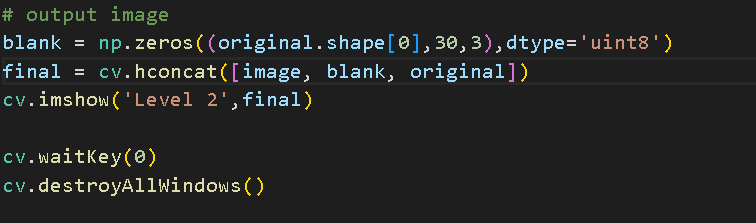 # output image
blank = np.zeros((original.shape[0],30,3),dtype='uint8')
final = cv.hconcat([image, blank, original])
cv.imshow('Level 2',final)
cv.waitKey(0)
cv.destroyAllWindows()